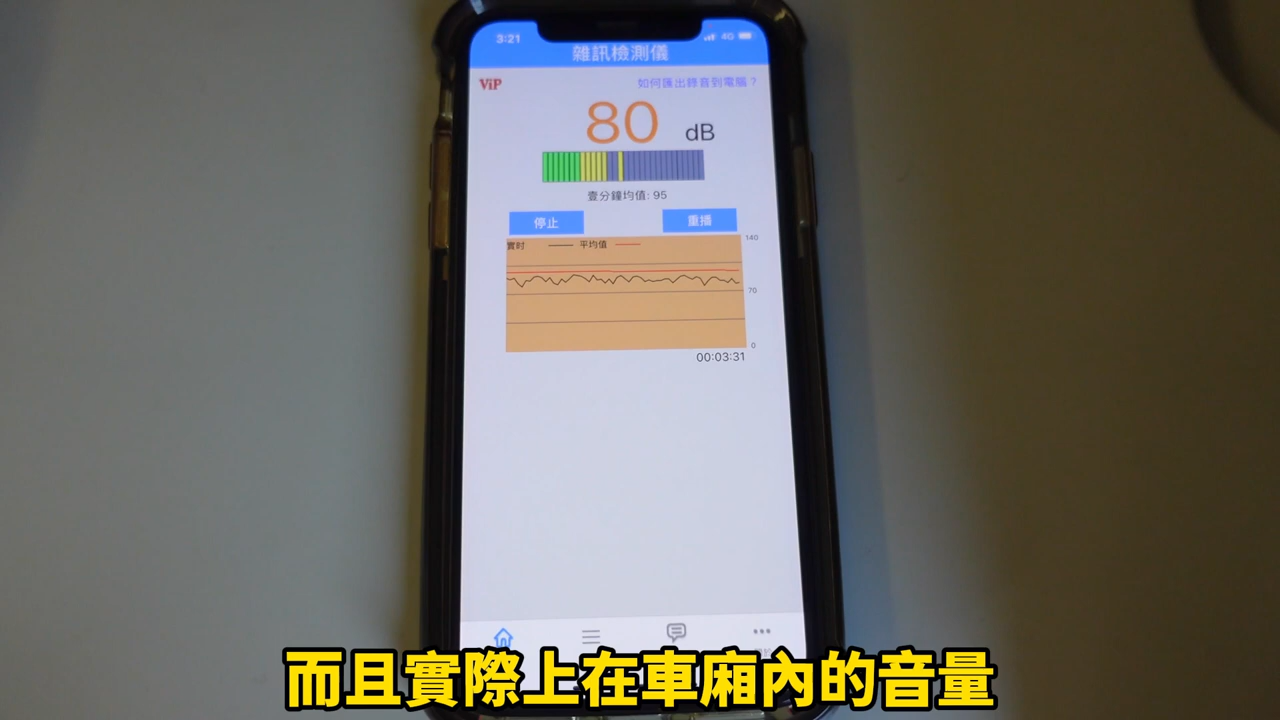 3:21
4G
雜訊檢測儀
ViP
如何匯出錄音到電腦？
80 dB
壹分鐘均值: 95
停止
重播
實时
平均值
140
70
0
00:03:31
而且實際上在車廂內的音量